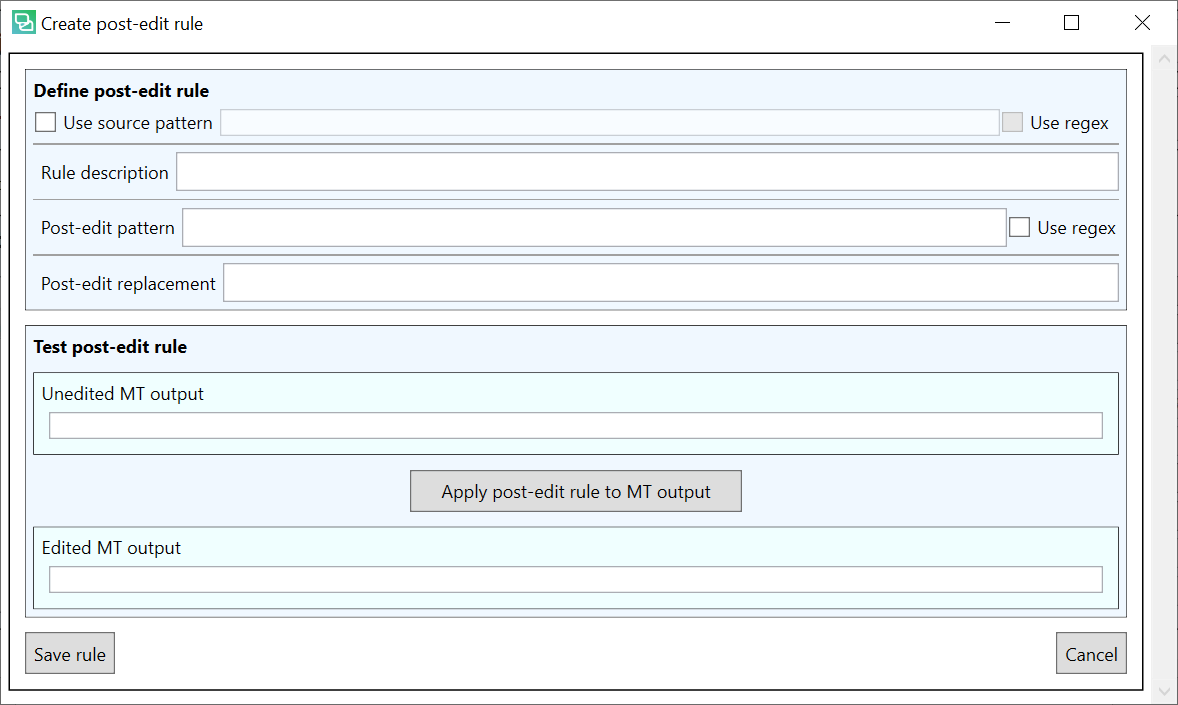 Create post-edit rule
Define post-edit rule
Use source pattern Use regex
Rule description
Post-edit pattern Use regex
Post-edit replacement
Test post-edit rule
Unedited MT output
Apply post-edit rule to MT output
Edited MT output
Save rule Cancel